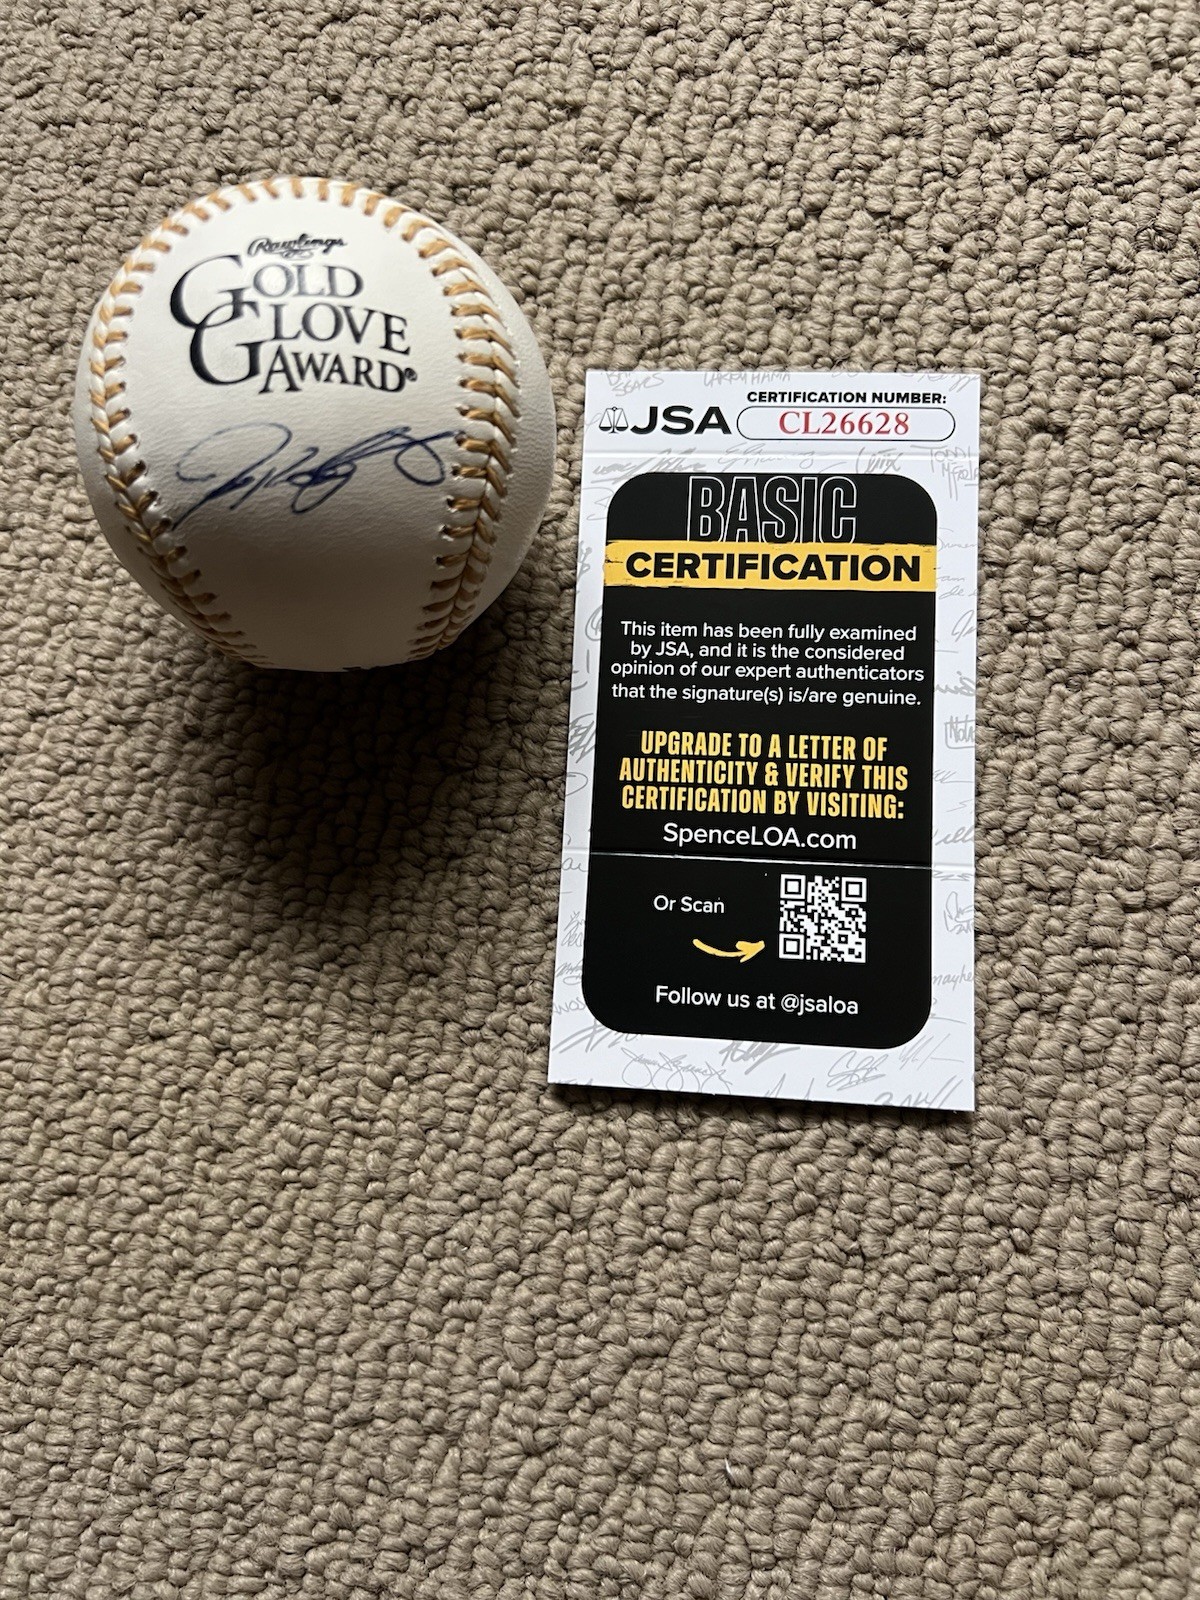 Rawlings
GOLD
GLOVE
AWARD®
JSA
CERTIFICATION NUMBER:
CL26628
BASIC
CERTIFICATION
This item has been fully examined
by JSA, and it is the considered
opinion of our expert authenticators
that the signature(s) is/are genuine.
UPGRADE TO A LETTER OF
AUTHENTICITY & VERIFY THIS
CERTIFICATION BY VISITING:
SpenceLOA.com
Or Scan
Follow us at @jsaloa